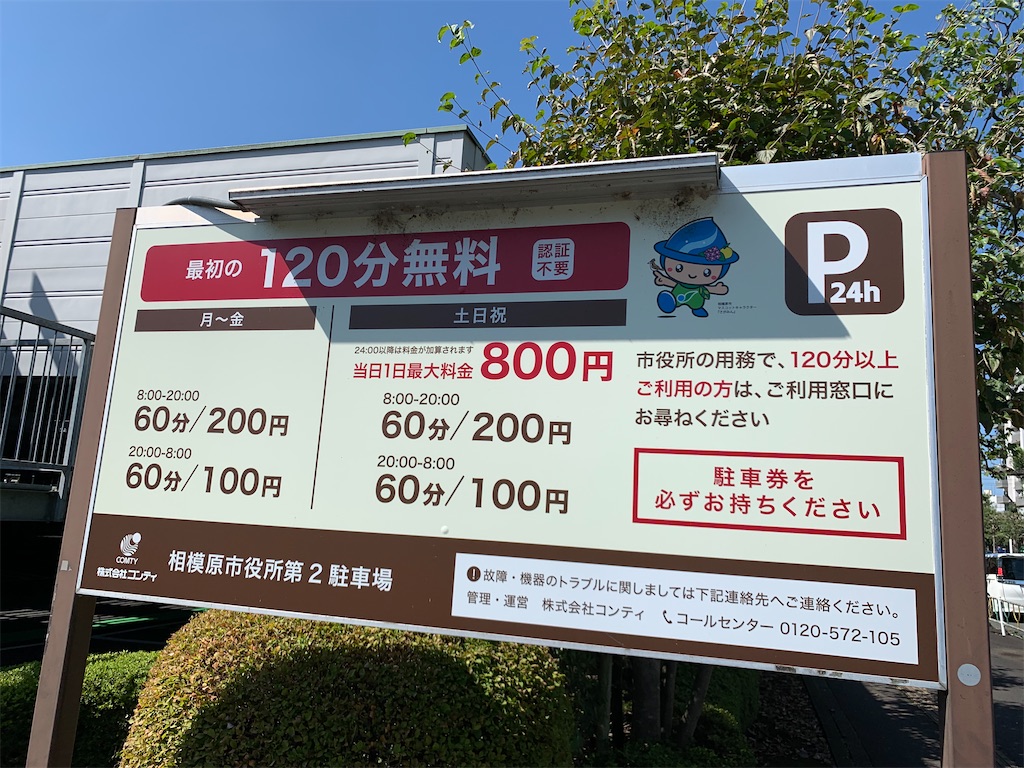 最初の 120分無料 認証不要
P 24h
月〜金
8:00-20:00
60分/200円
20:00-8:00
60分/100円
土日祝
24:00以降は料金が加算されます
当日1日最大料金 800円
8:00-20:00
60分/200円
20:00-8:00
60分/100円
市役所の用務で、120分以上
ご利用の方は、ご利用窓口に
お尋ねください
駐車券を
必ずお持ちください
COMTY
株式会社コンティ
相模原市役所第2駐車場
!故障・機器のトラブルに関しましては下記連絡先へご連絡ください。
管理・運営 株式会社コンティ コールセンター 0120-572-105